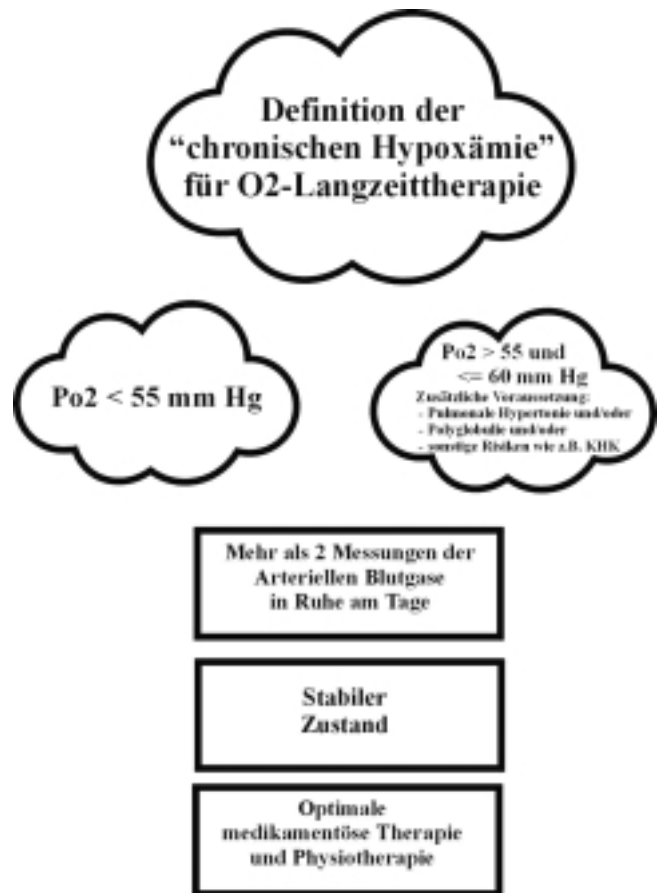 Definition der
“chronischen Hypoxämie”
für O2-Langzeittherapie
Po2 < 55 mm Hg
Po2 > 55 und
<= 60 mm Hg
Zusätzliche Voraussetzung:
- Pulmonale Hypertonie und/oder
- Polyglobulie und/oder
- sonstige Risiken wie z.B. KHK
Mehr als 2 Messungen der
Arteriellen Blutgase
in Ruhe am Tage
Stabiler
Zustand
Optimale
medikamentöse Therapie
und Physiotherapie